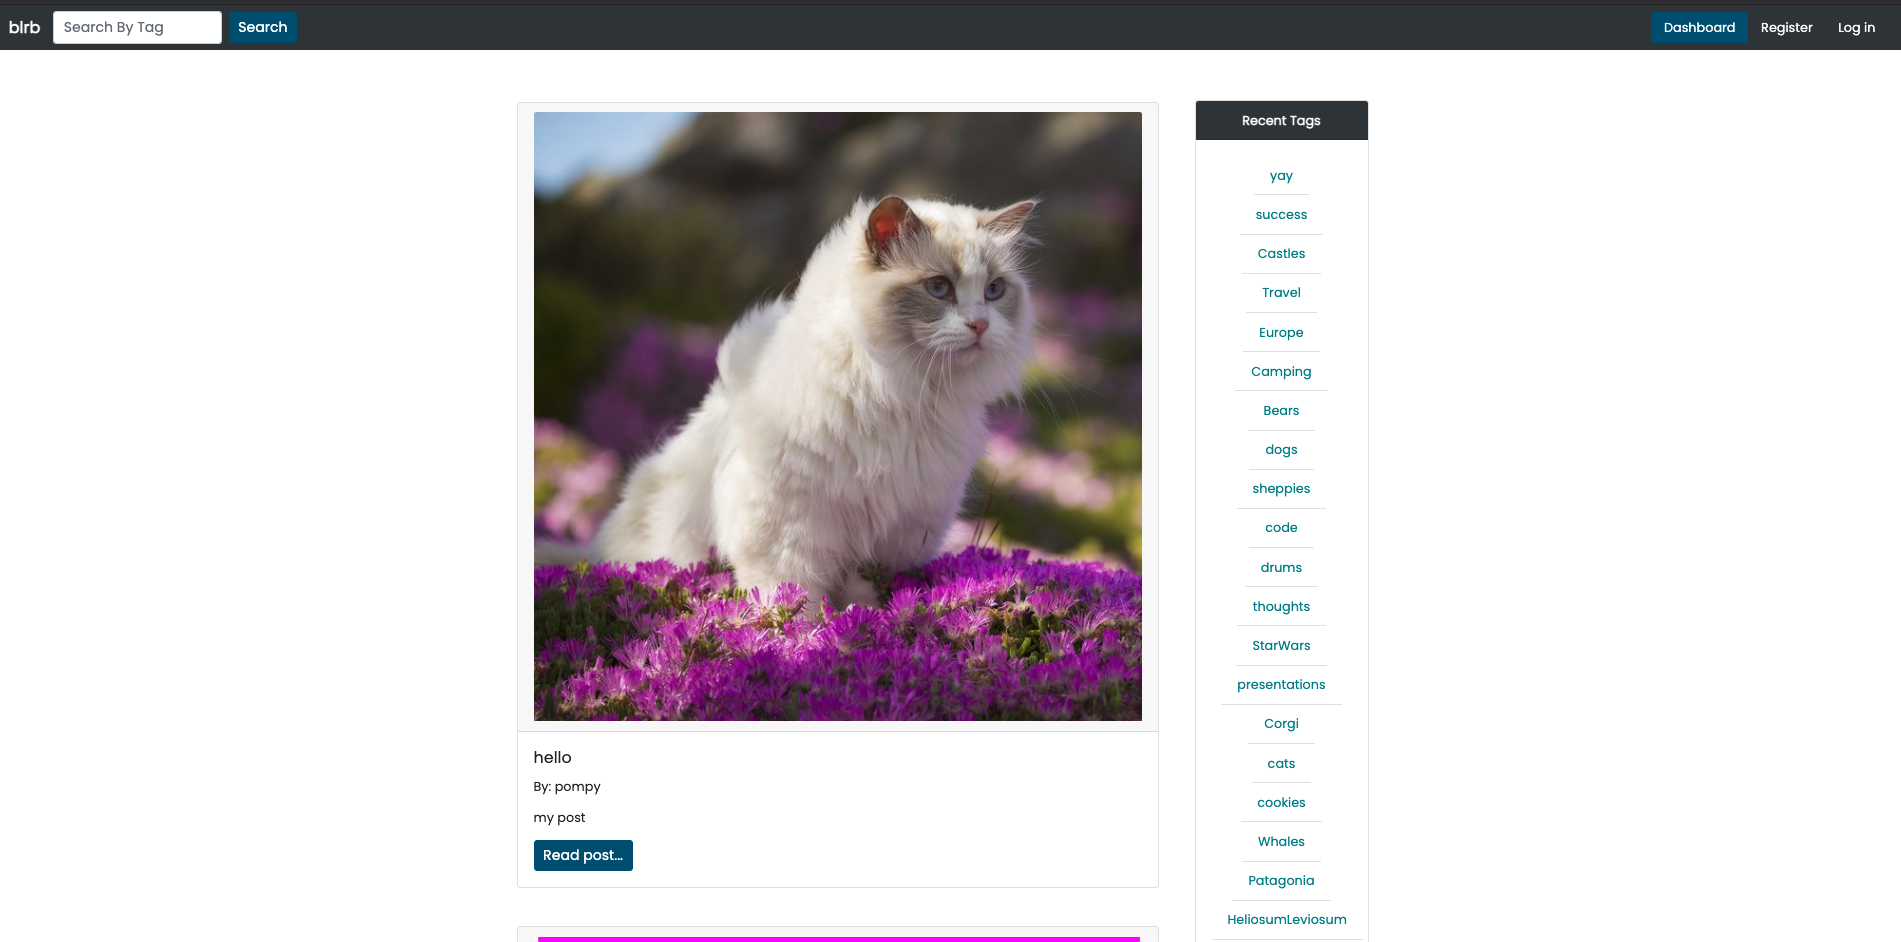 blrb Search By Tag Search Dashboard Register Log in
hello
By: pompy
my post
Read post...
Recent Tags
yay
success
Castles
Travel
Europe
Camping
Bears
dogs
sheppies
code
drums
thoughts
StarWars
presentations
Corgi
cats
cookies
Whales
Patagonia
HeliosumLeviosum